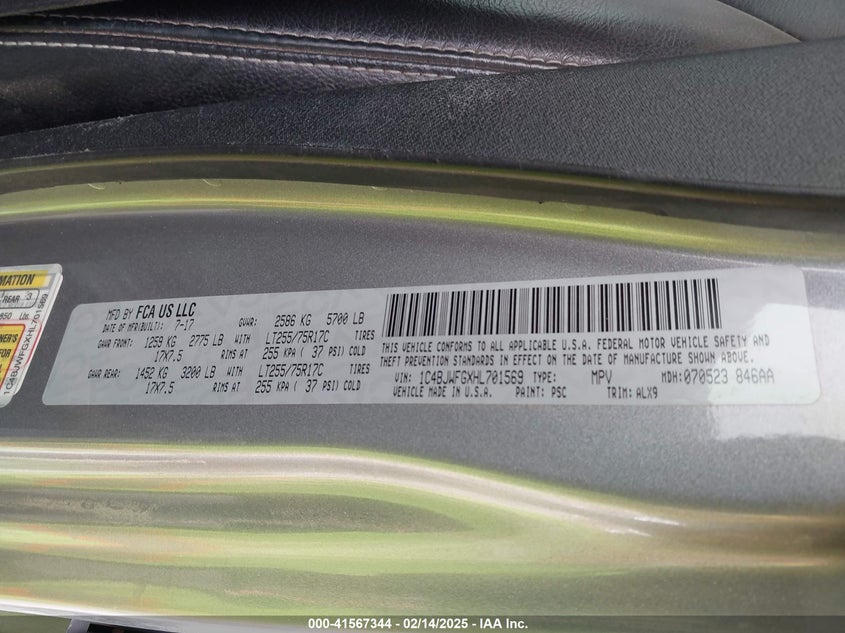 MFD BY FCA US LLC
DATE OF MFR(BUILT): 7-17 GVWR: 2586 KG 5700 LB
GAWR FRONT: 1259 KG 2775 LB WITH LT255/75R17C TIRES
17X7.5 RIMS AT 255 KPA ( 37 PSI) COLD
GAWR REAR: 1452 KG 3200 LB WITH LT255/75R17C TIRES
17X7.5 RIMS AT 255 KPA ( 37 PSI) COLD
THIS VEHICLE CONFORMS TO ALL APPLICABLE U.S.A. FEDERAL MOTOR VEHICLE SAFETY AND
THEFT PREVENTION STANDARDS IN EFFECT ON THE DATE OF MANUFACTURE SHOWN ABOVE.
VIN: 1C4BJWFGXHL701569 TYPE: MPV MDH: 070523 846AA
VEHICLE MADE IN U.S.A. PAINT: PSC TRIM: ALX9
REAR 3
850 Lbs.
1C4BJWFGXHL701569
000-41567344 - 02/14/2025 - IAA Inc.